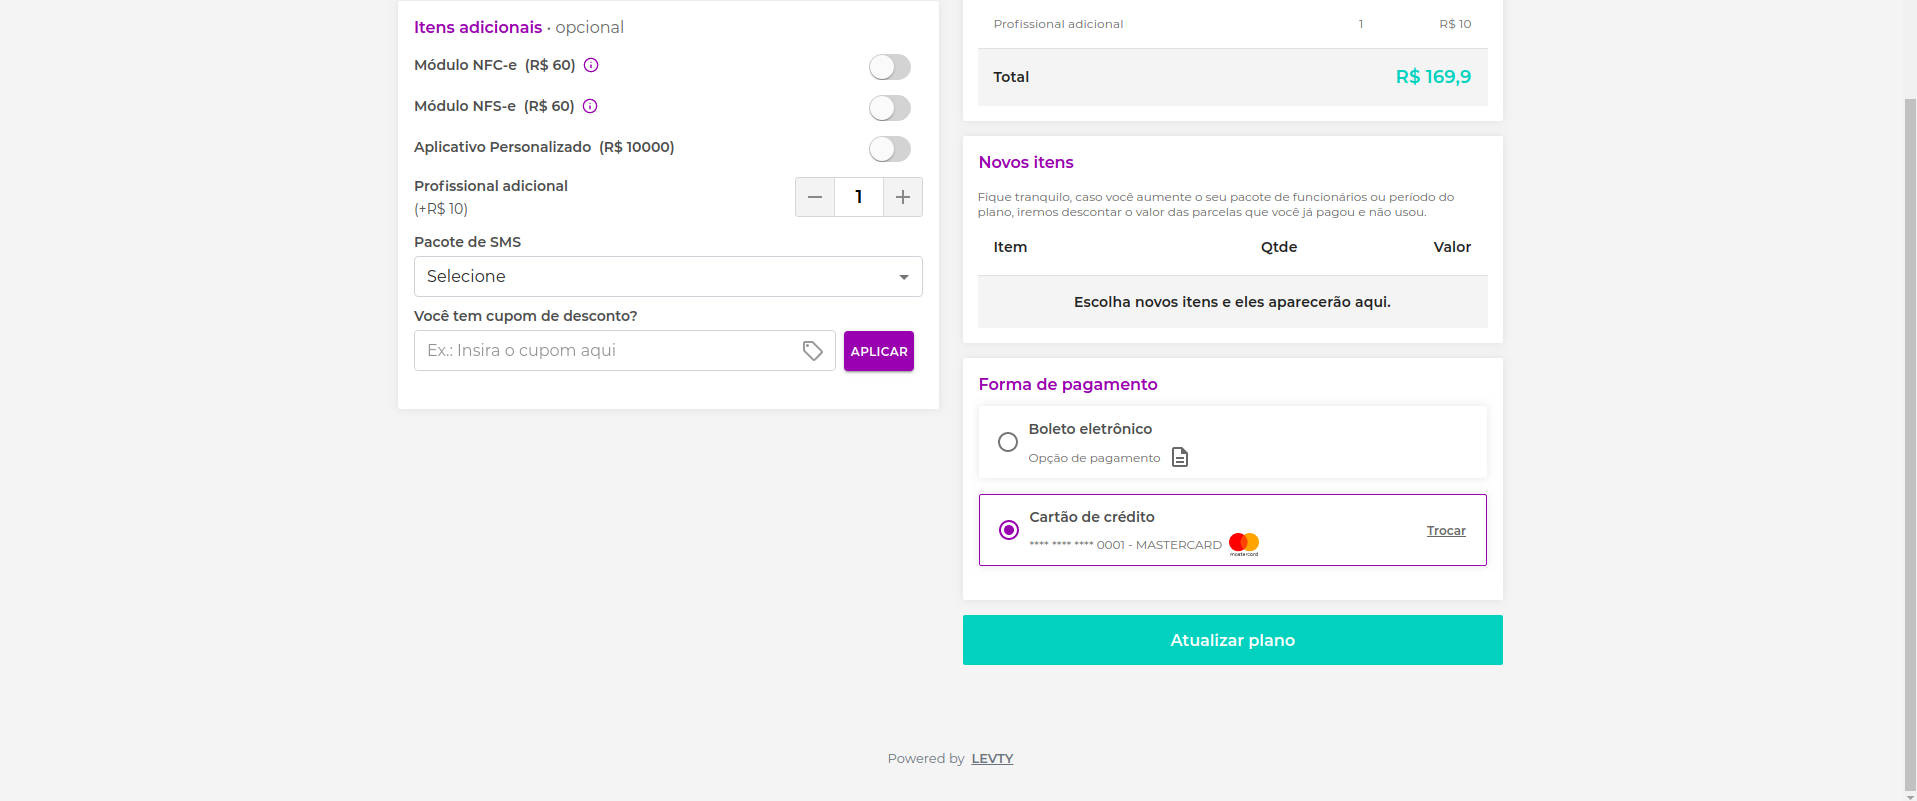 Itens adicionais • opcional
Módulo NFC-e (R$ 60)
Módulo NFS-e (R$ 60)
Aplicativo Personalizado (R$ 10000)
Profissional adicional
(+R$ 10)
1
Pacote de SMS
Selecione
Você tem cupom de desconto?
Ex.: Insira o cupom aqui
APLICAR
Profissional adicional 1 R$ 10
Total R$ 169,9
Novos itens
Fique tranquilo, caso você aumente o seu pacote de funcionários ou período do
plano, iremos descontar o valor das parcelas que você já pagou e não usou.
Item Qtde Valor
Escolha novos itens e eles aparecerão aqui.
Forma de pagamento
Boleto eletrônico
Opção de pagamento
Cartão de crédito
**** **** **** 0001 - MASTERCARD
mastercard
Trocar
Atualizar plano
Powered by LEVTY